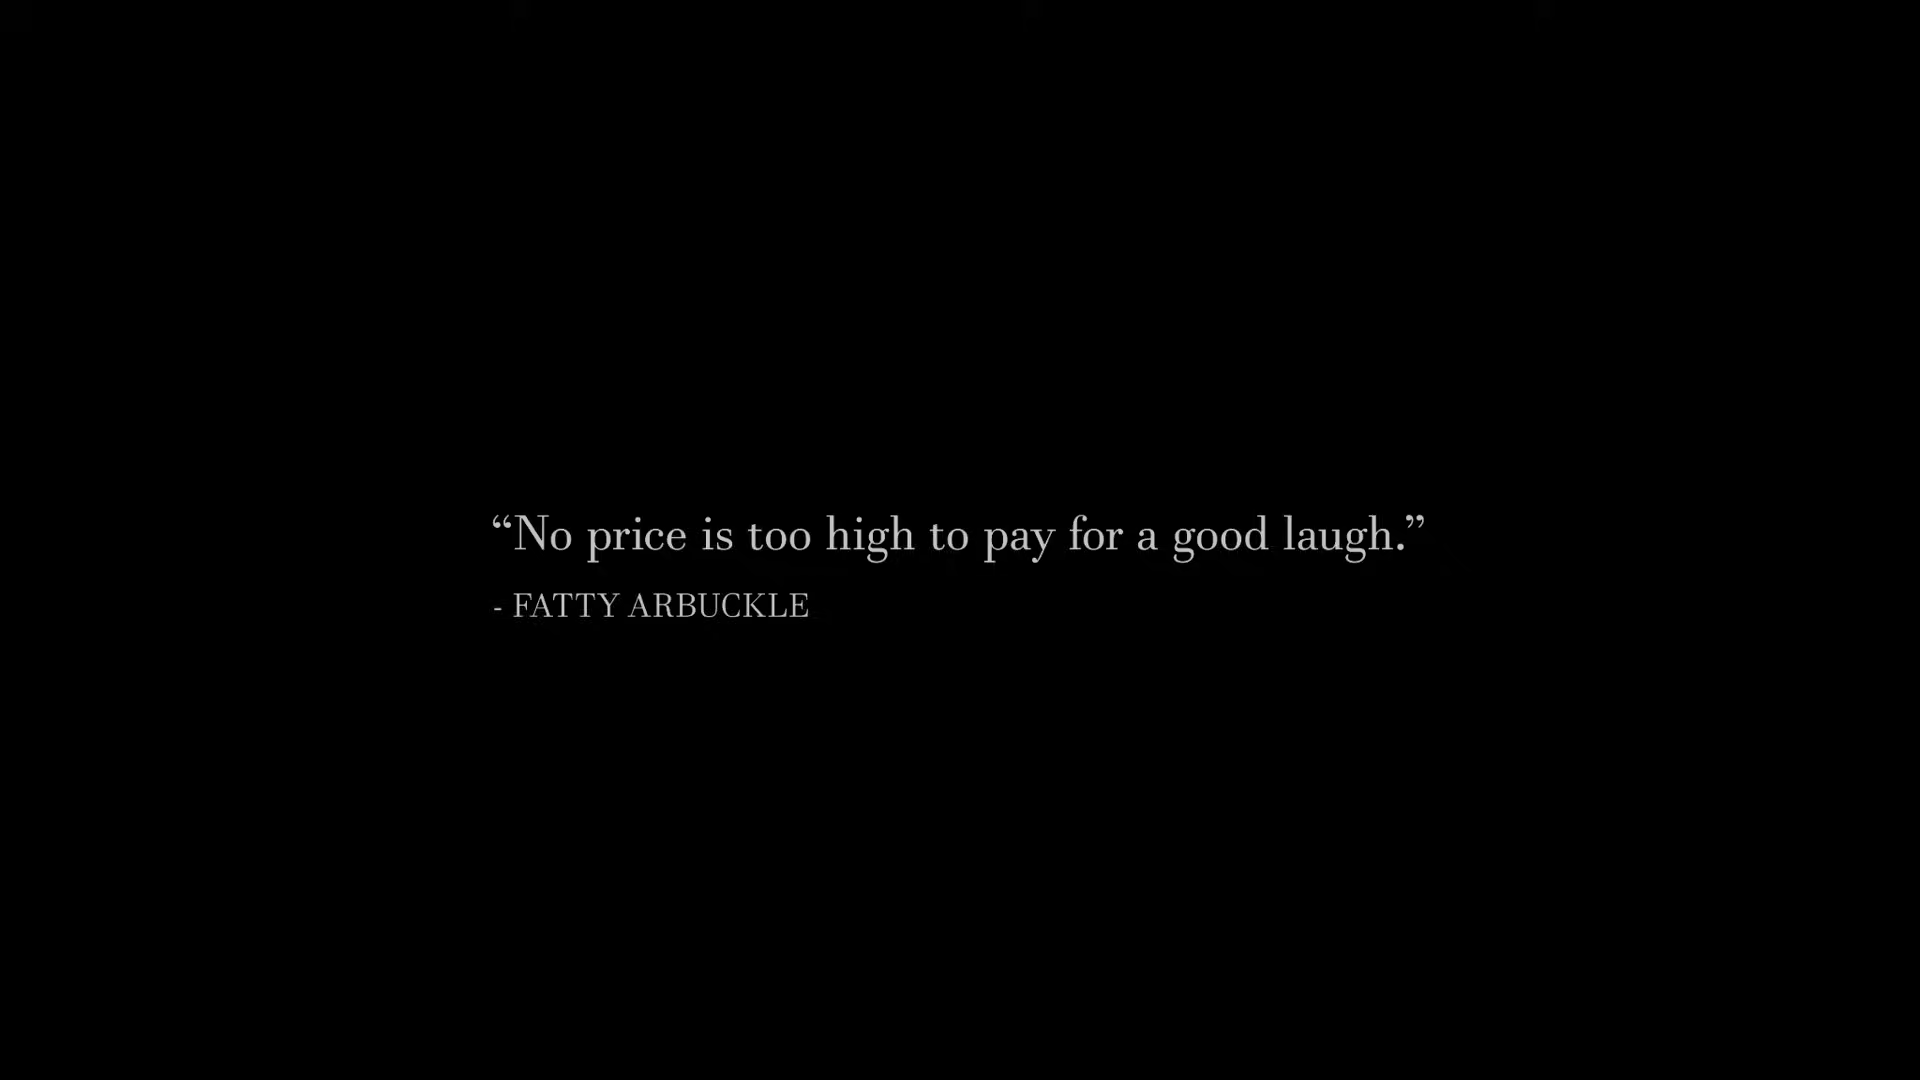 “No price is too high to pay for a good laugh.”
- FATTY ARBUCKLE